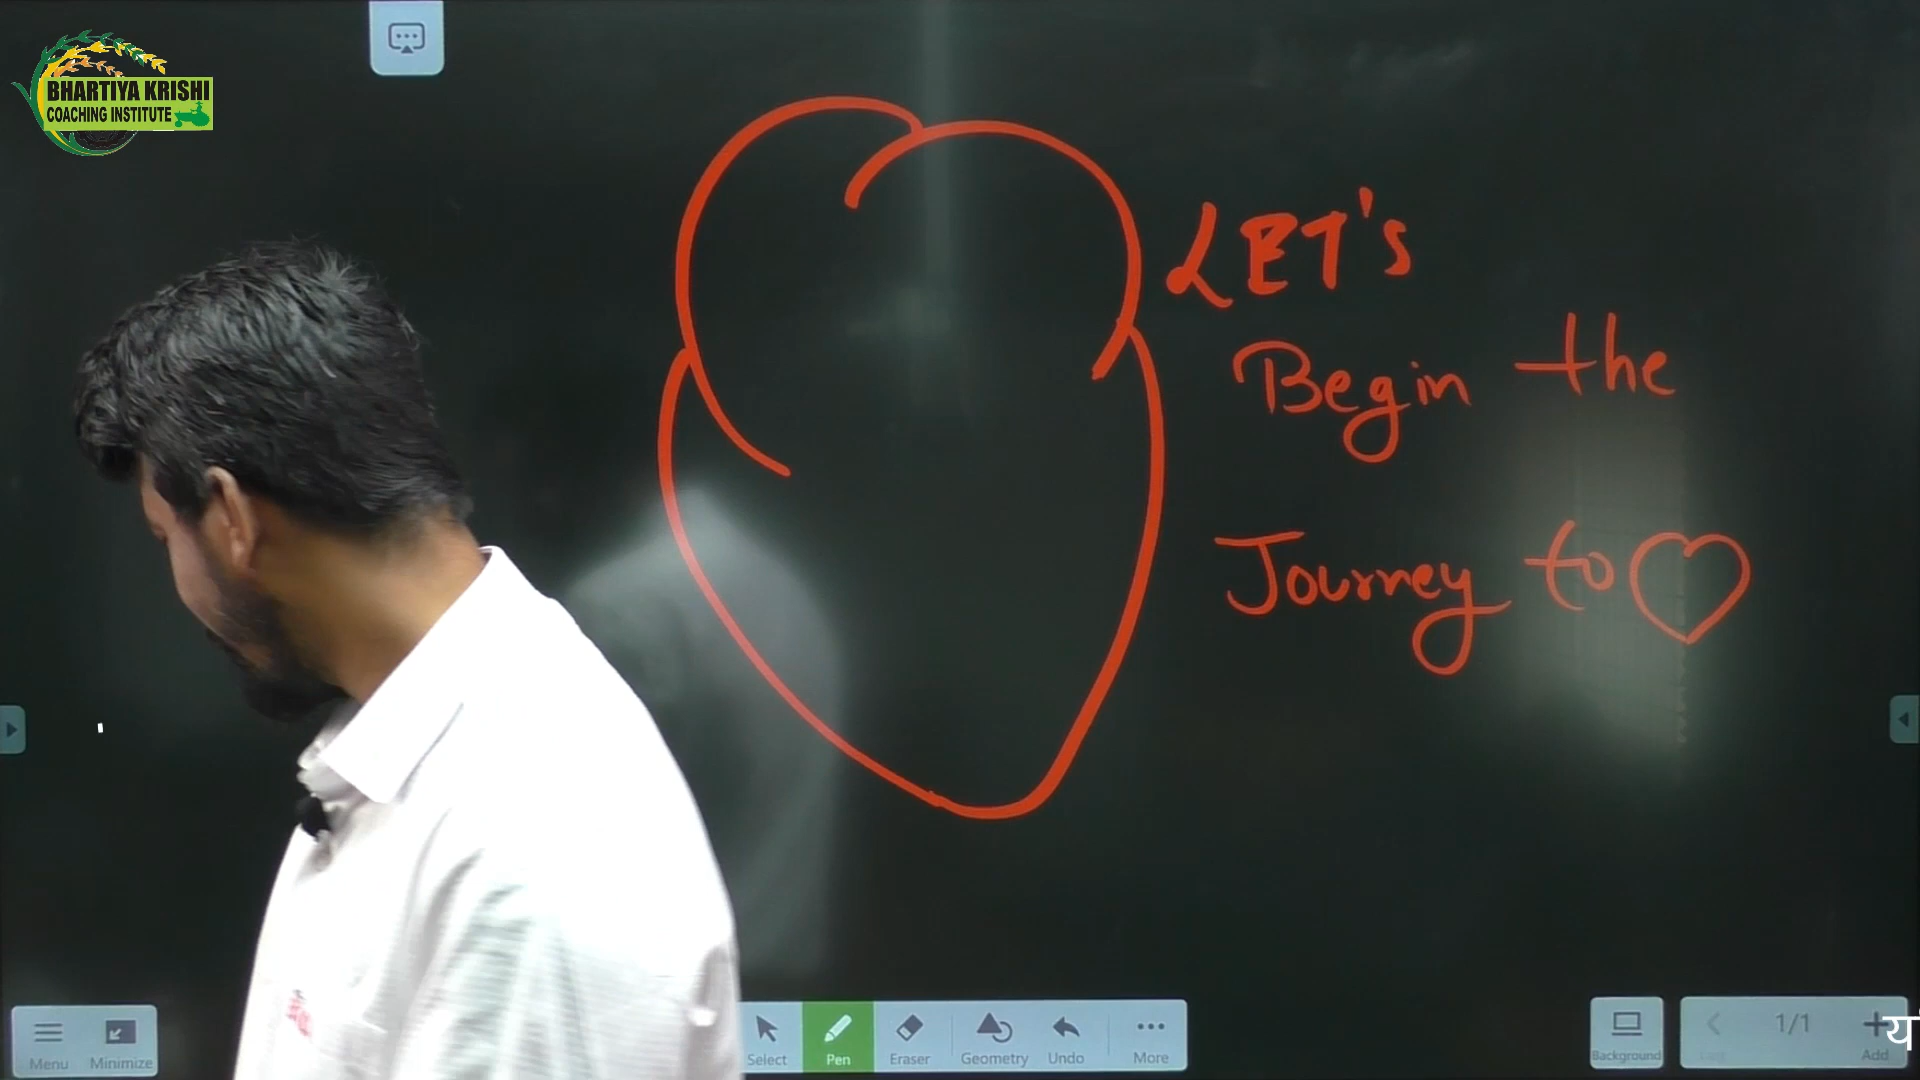 BHARTIYA KRISHI
COACHING INSTITUTE
LET's
Begin the
Journey to
Menu
Minimize
Select
Pen
Eraser
Geometry
Undo
More
Background
1/1
Add